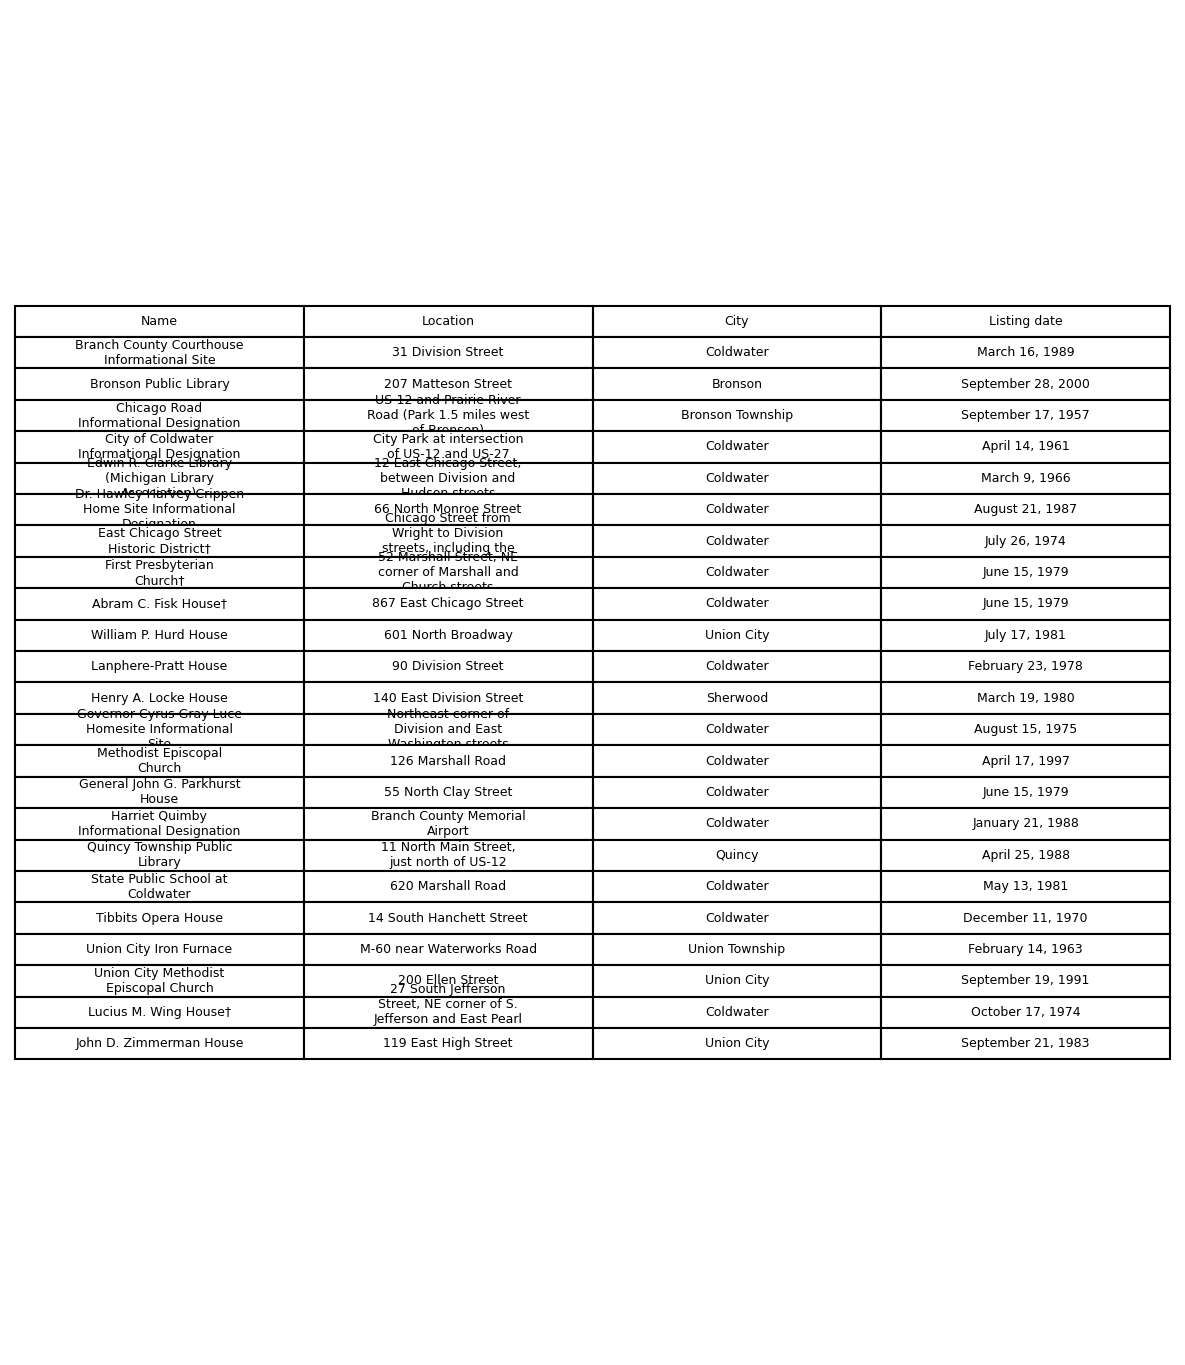 Name Location City Listing date
Branch County Courthouse
Informational Site
31 Division Street
Coldwater
March 16, 1989
Bronson Public Library
207 Matteson Street
Bronson
September 28, 2000
Chicago Road
Informational Designation
US-12 and Prairie River
Road (Park 1.5 miles west
of Bronson)
Bronson Township
September 17, 1957
City of Coldwater
Informational Designation
City Park at intersection
of US-12 and US-27
Coldwater
April 14, 1961
Edwin R. Clarke Library
(Michigan Library
Association)
12 East Chicago Street,
between Division and
Hudson streets
Coldwater
March 9, 1966
Dr. Hawley Harvey Crippen
Home Site Informational
Designation
66 North Monroe Street
Coldwater
August 21, 1987
East Chicago Street
Historic District†
Chicago Street from
Wright to Division
streets, including the
Coldwater
July 26, 1974
First Presbyterian
Church†
52 Marshall Street, NE
corner of Marshall and
Church streets
Coldwater
June 15, 1979
Abram C. Fisk House†
867 East Chicago Street
Coldwater
June 15, 1979
William P. Hurd House
601 North Broadway
Union City
July 17, 1981
Lanphere-Pratt House
90 Division Street
Coldwater
February 23, 1978
Henry A. Locke House
140 East Division Street
Sherwood
March 19, 1980
Governor Cyrus Gray Luce
Homesite Informational
Site
Northeast corner of
Division and East
Washington streets
Coldwater
August 15, 1975
Methodist Episcopal
Church
126 Marshall Road
Coldwater
April 17, 1997
General John G. Parkhurst
House
55 North Clay Street
Coldwater
June 15, 1979
Harriet Quimby
Informational Designation
Branch County Memorial
Airport
Coldwater
January 21, 1988
Quincy Township Public
Library
11 North Main Street,
just north of US-12
Quincy
April 25, 1988
State Public School at
Coldwater
620 Marshall Road
Coldwater
May 13, 1981
Tibbits Opera House
14 South Hanchett Street
Coldwater
December 11, 1970
Union City Iron Furnace
M-60 near Waterworks Road
Union Township
February 14, 1963
Union City Methodist
Episcopal Church
200 Ellen Street
Union City
September 19, 1991
Lucius M. Wing House†
27 South Jefferson
Street, NE corner of S.
Jefferson and East Pearl
Coldwater
October 17, 1974
John D. Zimmerman House
119 East High Street
Union City
September 21, 1983